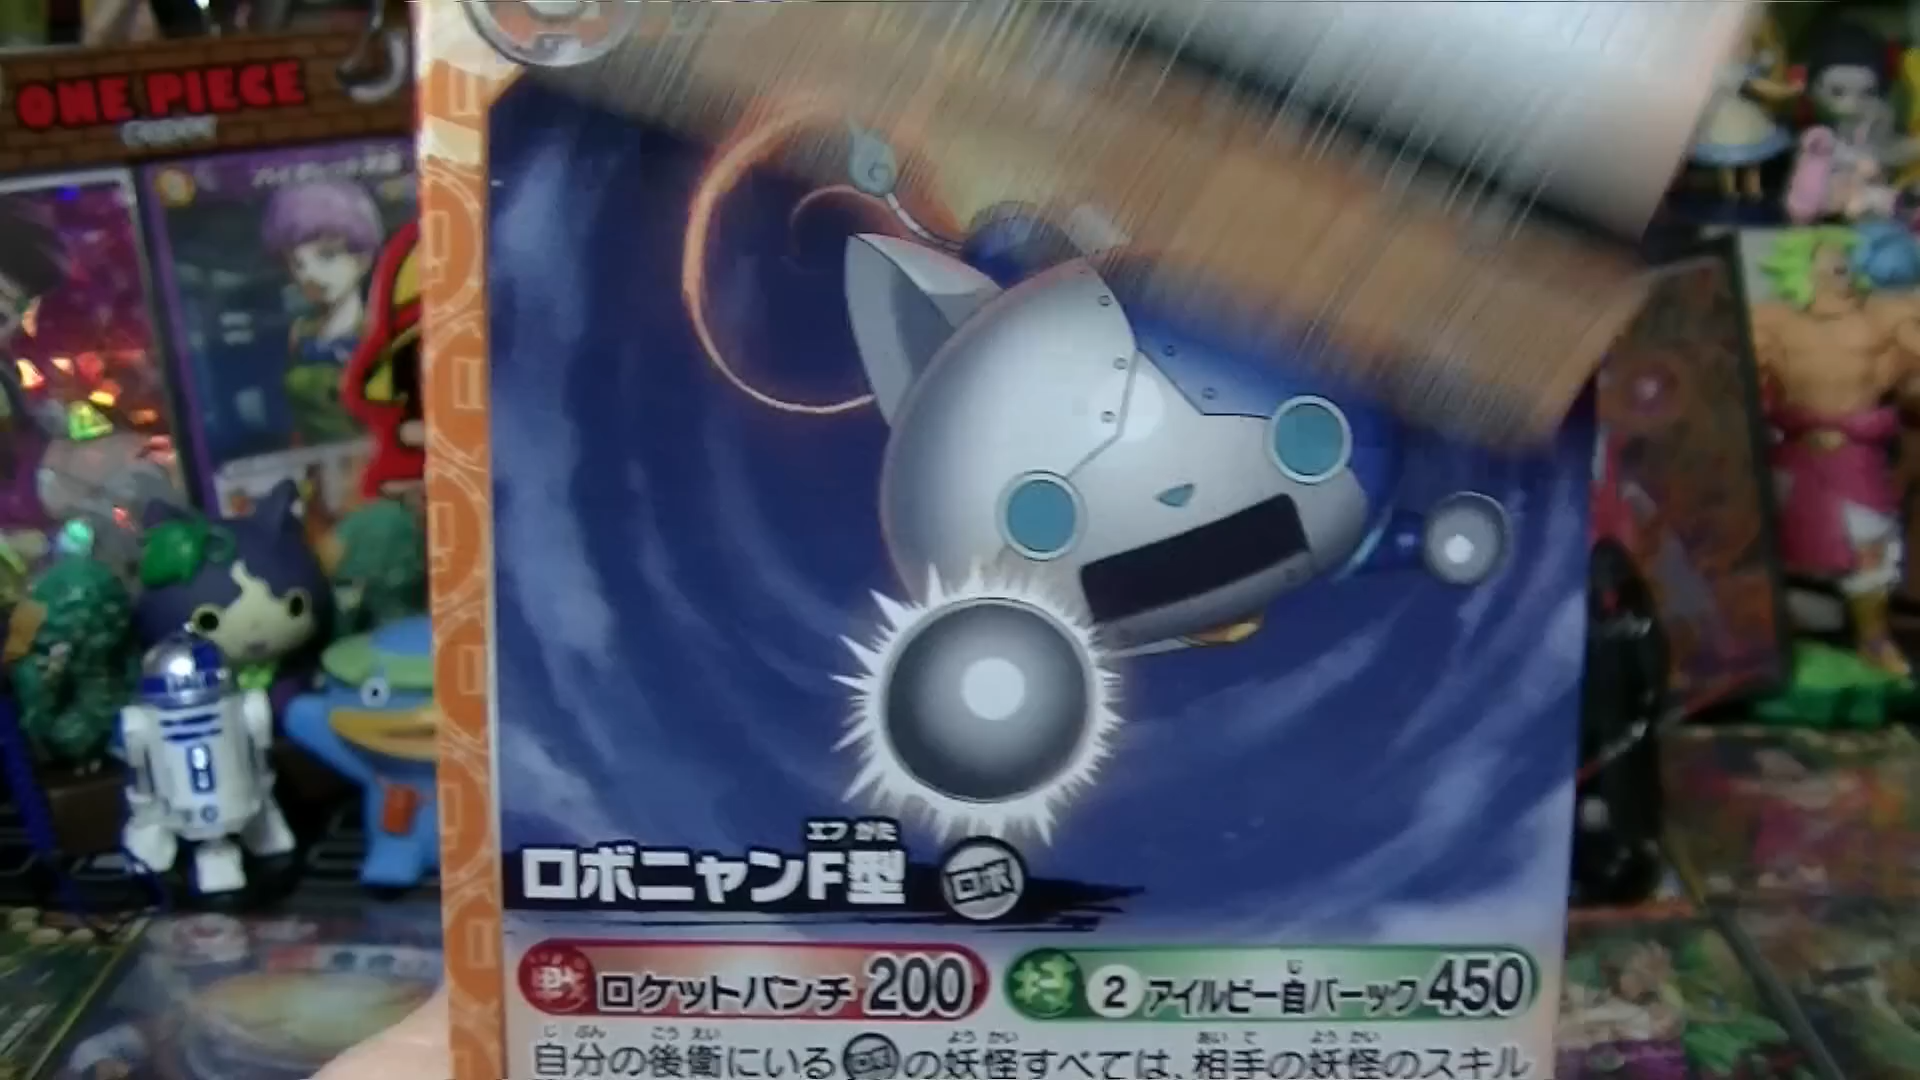 ONE PIECE
エフ がた
ロボニャンF型 ロボ
ロケットパンチ 200
じ
2 アイルビー自バーック 450
じ ぶん こう えい よう かい あい て よう かい
自分の後衛にいる ロボ の妖怪すべては、相手の妖怪のスキル